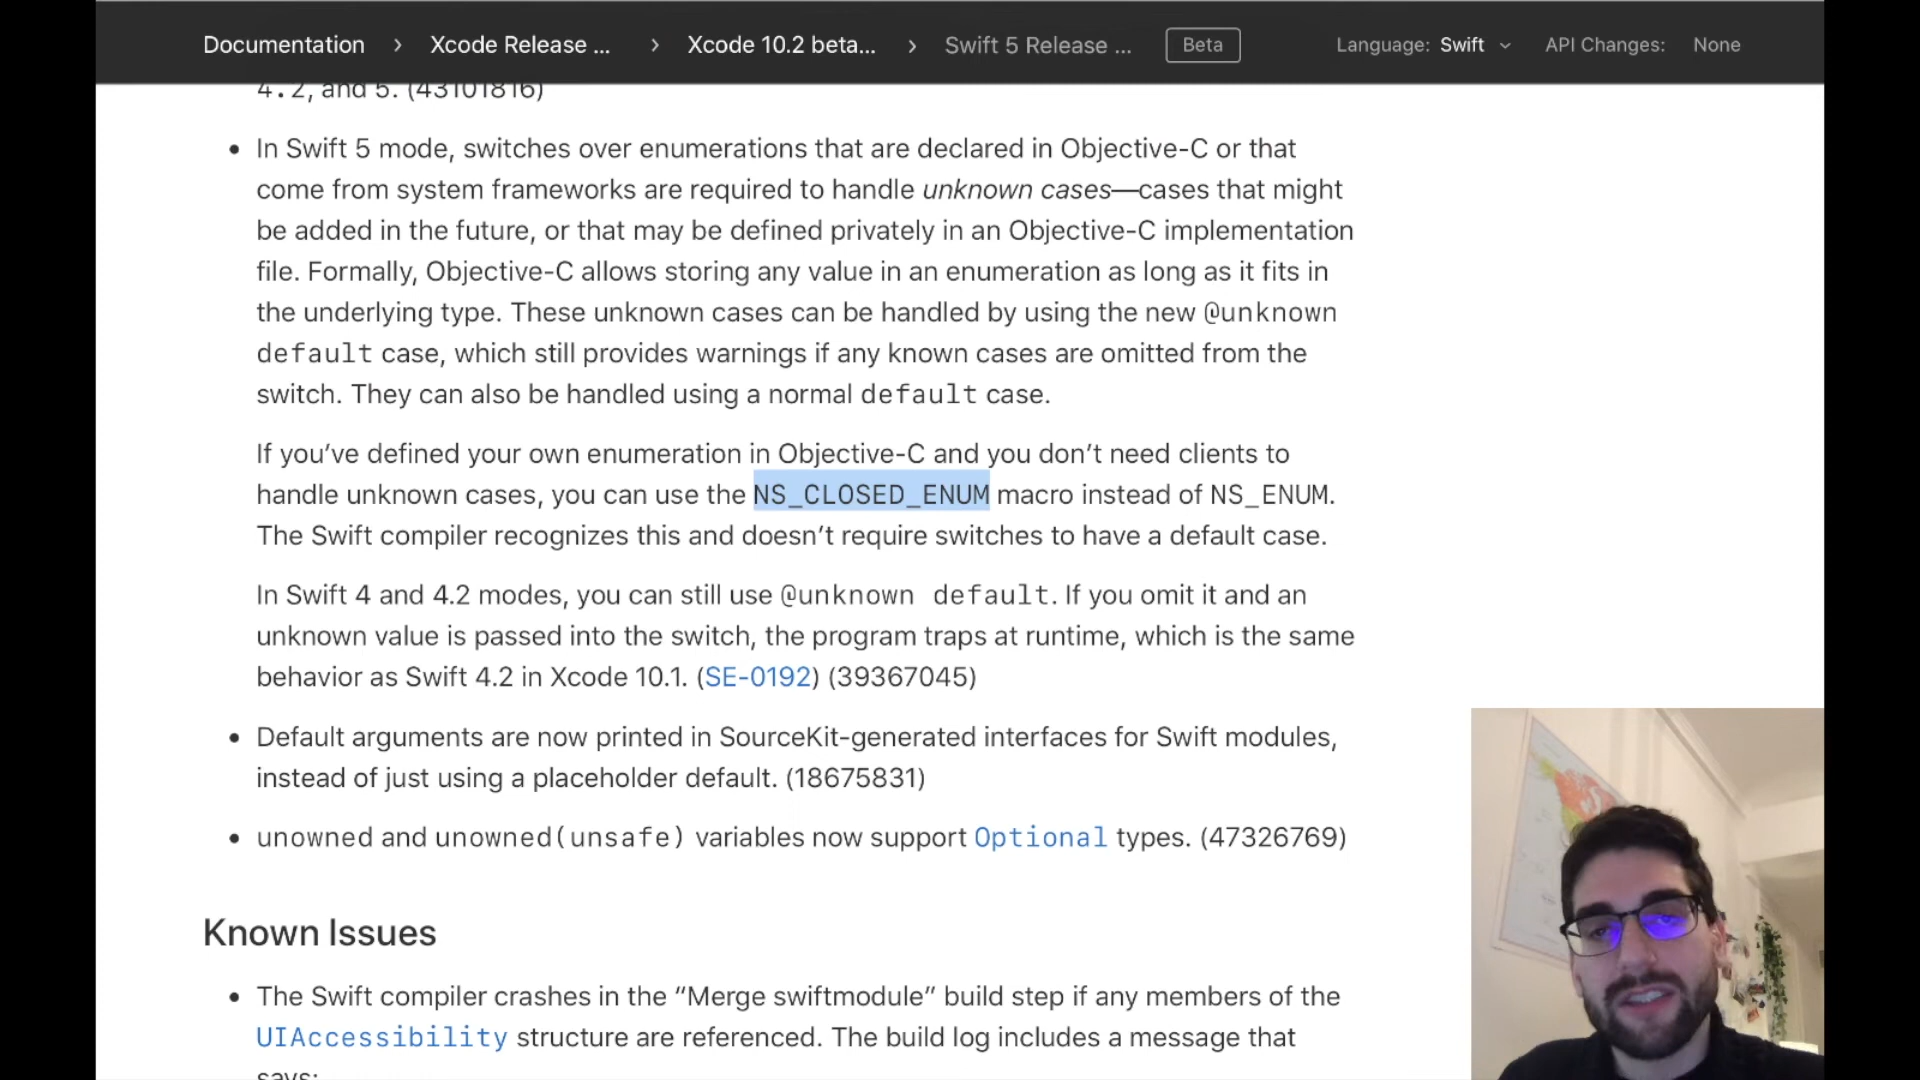 Documentation › Xcode Release ... › Xcode 10.2 beta... › Swift 5 Release ... Beta Language: Swift API Changes: None
4.2, and 5. (43101816)
• In Swift 5 mode, switches over enumerations that are declared in Objective-C or that
come from system frameworks are required to handle unknown cases—cases that might
be added in the future, or that may be defined privately in an Objective-C implementation
file. Formally, Objective-C allows storing any value in an enumeration as long as it fits in
the underlying type. These unknown cases can be handled by using the new @unknown
default case, which still provides warnings if any known cases are omitted from the
switch. They can also be handled using a normal default case.
If you’ve defined your own enumeration in Objective-C and you don’t need clients to
handle unknown cases, you can use the NS_CLOSED_ENUM macro instead of NS_ENUM.
The Swift compiler recognizes this and doesn’t require switches to have a default case.
In Swift 4 and 4.2 modes, you can still use @unknown default. If you omit it and an
unknown value is passed into the switch, the program traps at runtime, which is the same
behavior as Swift 4.2 in Xcode 10.1. (SE-0192) (39367045)
• Default arguments are now printed in SourceKit-generated interfaces for Swift modules,
instead of just using a placeholder default. (18675831)
• unowned and unowned(unsafe) variables now support Optional types. (47326769)
Known Issues
• The Swift compiler crashes in the “Merge swiftmodule” build step if any members of the
UIAccessibility structure are referenced. The build log includes a message that
says: